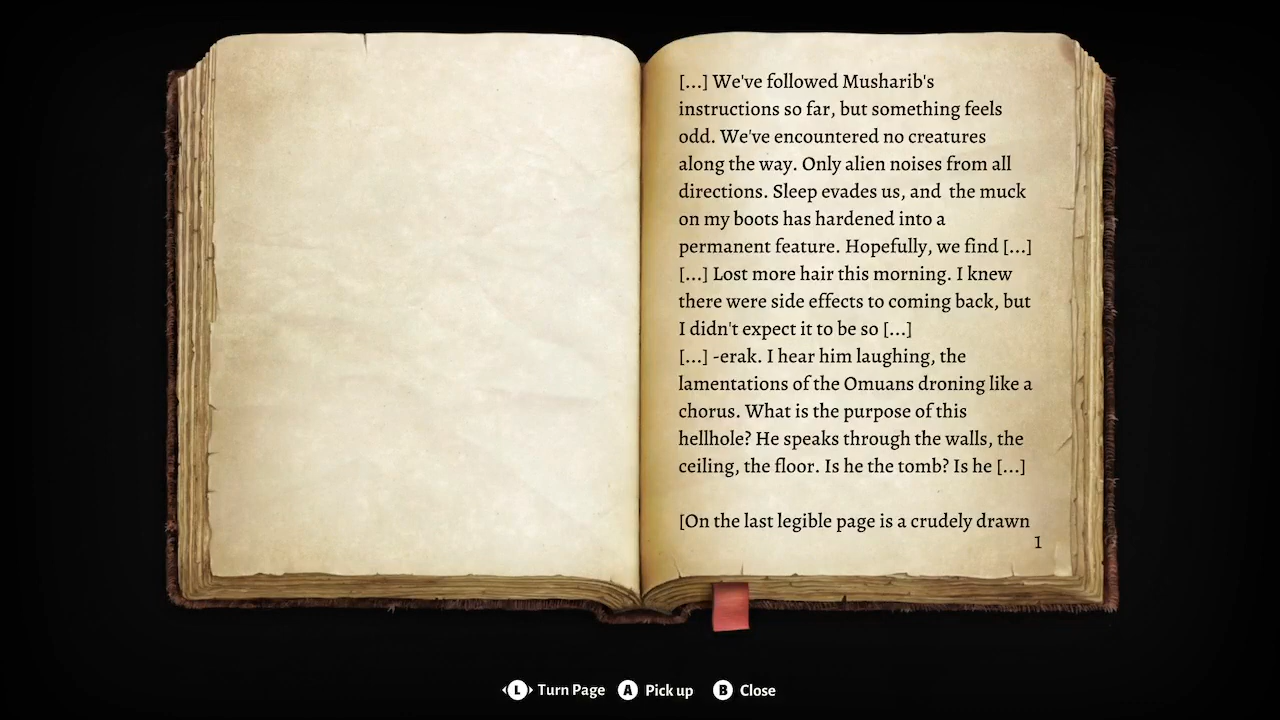 [...] We've followed Musharib's
instructions so far, but something feels
odd. We've encountered no creatures
along the way. Only alien noises from all
directions. Sleep evades us, and  the muck
on my boots has hardened into a
permanent feature. Hopefully, we find [...]
[...] Lost more hair this morning. I knew
there were side effects to coming back, but
I didn't expect it to be so [...]
[...] -erak. I hear him laughing, the
lamentations of the Omuans droning like a
chorus. What is the purpose of this
hellhole? He speaks through the walls, the
ceiling, the floor. Is he the tomb? Is he [...]

[On the last legible page is a crudely drawn
1
L Turn Page A Pick up B Close